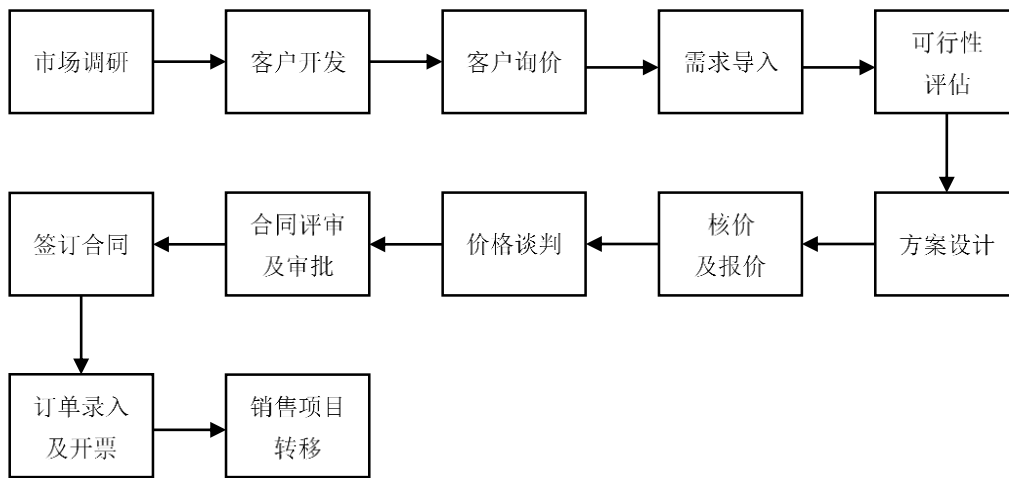 市场调研
客户开发
客户询价
需求导入
可行性
评估
方案设计
核价
及报价
价格谈判
合同评审
及审批
签订合同
订单录入
及开票
销售项目
转移